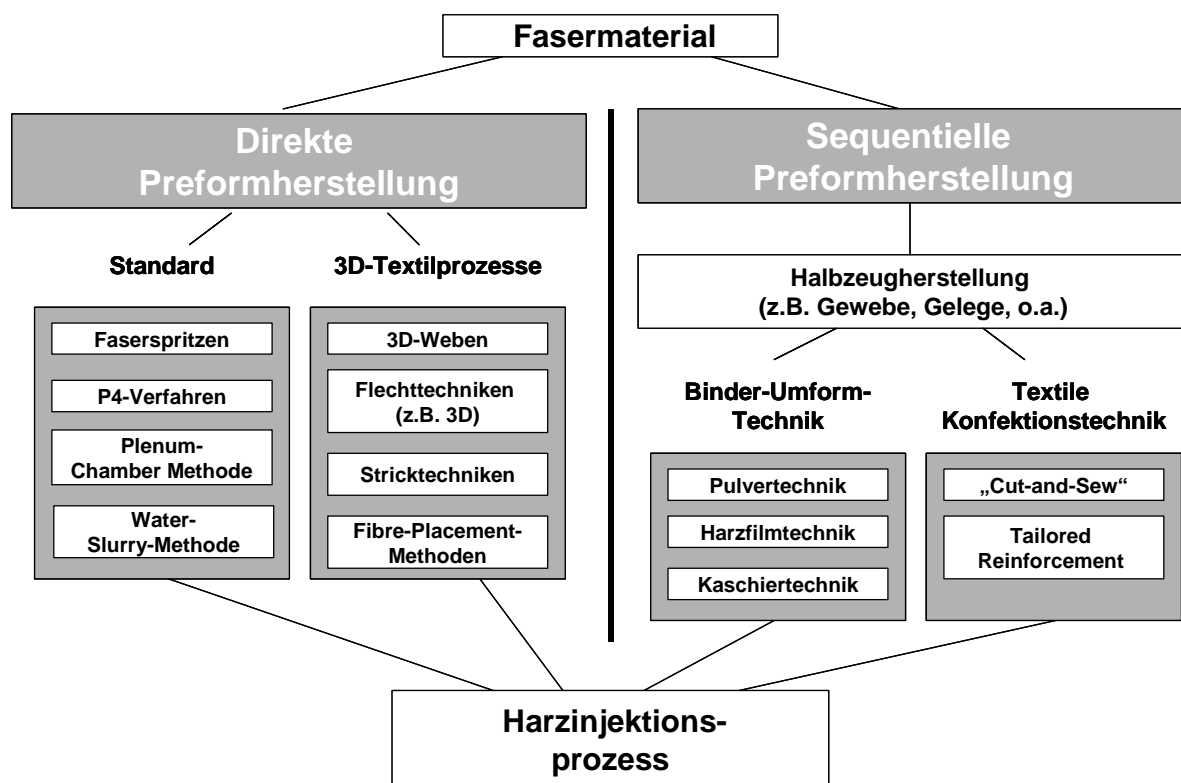 Fasermaterial
Direkte
Preformherstellung
Sequentielle
Preformherstellung
Standard
3D-Textilprozesse
Faserspritzen
P4-Verfahren
Plenum-
Chamber Methode
Water-
Slurry-Methode
3D-Weben
Flechttechniken
(z.B. 3D)
Stricktechniken
Fibre-Placement-
Methoden
Halbzeugherstellung
(z.B. Gewebe, Gelege, o.a.)
Binder-Umform-
Technik
Textile
Konfektionstechnik
Pulvertechnik
Harzfilmtechnik
Kaschiertechnik
„Cut-and-Sew“
Tailored
Reinforcement
Harzinjektions-
prozess